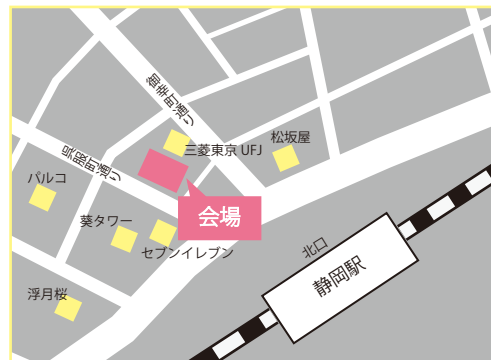 御幸町通り
呉服町通り
三菱東京 UFJ
松坂屋
パルコ
会場
葵タワー
セブンイレブン
北口
静岡駅
浮月桜